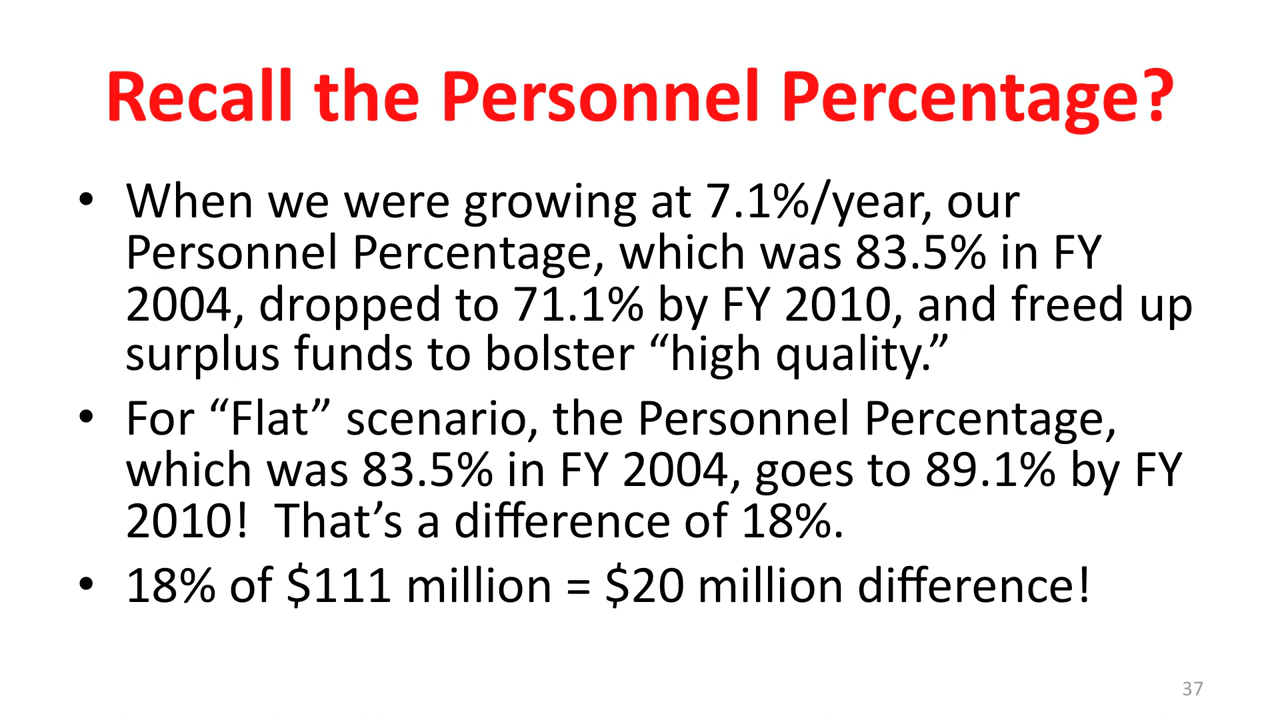 Recall the Personnel Percentage?
• When we were growing at 7.1%/year, our
Personnel Percentage, which was 83.5% in FY
2004, dropped to 71.1% by FY 2010, and freed up
surplus funds to bolster “high quality.”
• For “Flat” scenario, the Personnel Percentage,
which was 83.5% in FY 2004, goes to 89.1% by FY
2010!  That’s a difference of 18%.
• 18% of $111 million = $20 million difference!
37